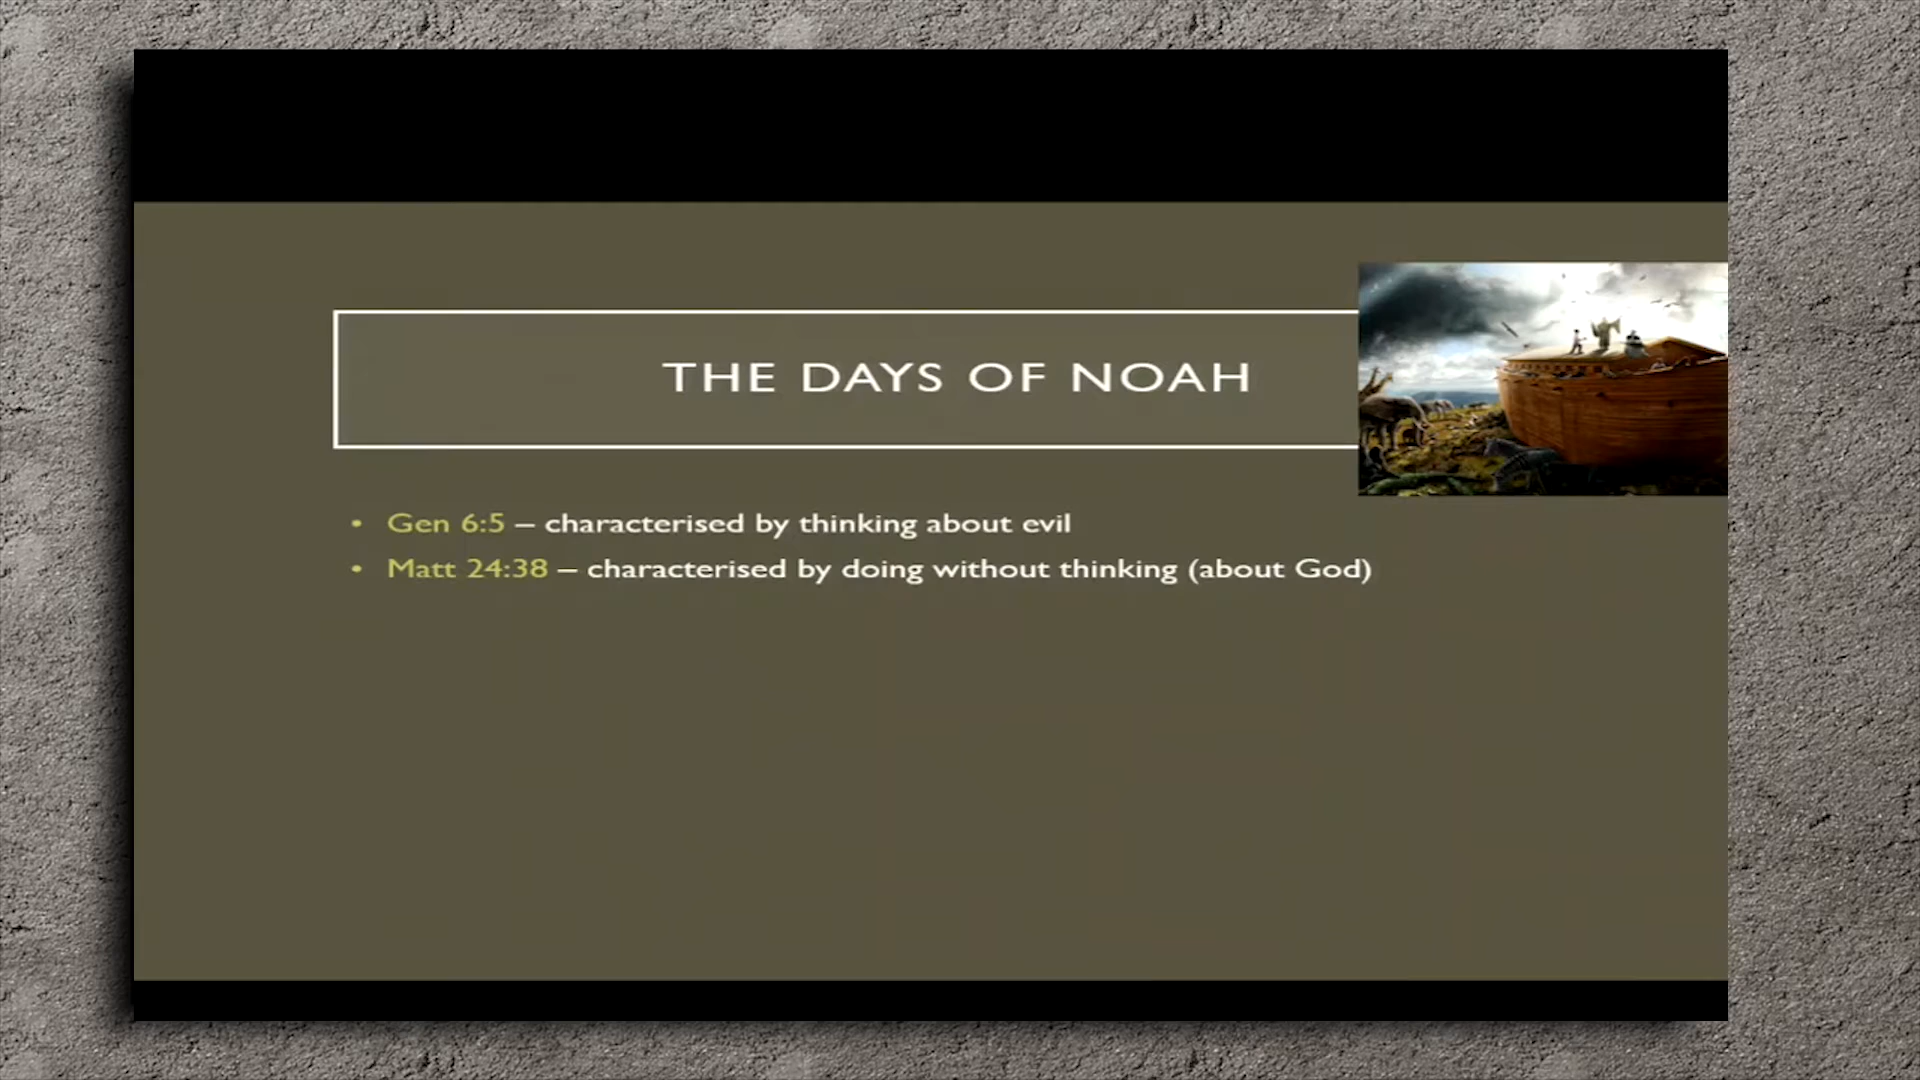 THE DAYS OF NOAH
• Gen 6:5 – characterised by thinking about evil
• Matt 24:38 – characterised by doing without thinking (about God)